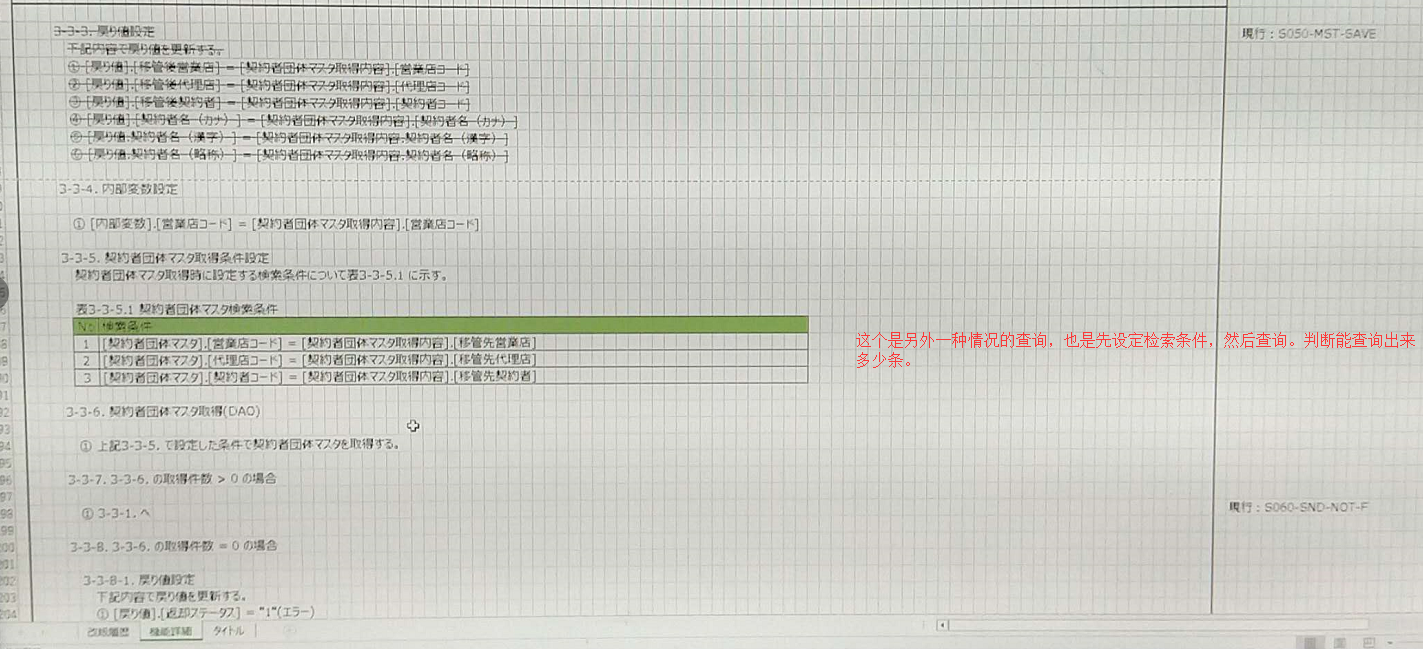 3-3-3. 戻り値設定
現行：S050-MST-SAVE
下記内容で戻り値を更新する。
① [戻り値].[移管後営業店] = [契約者団体マスタ取得内容].[営業店コード]
② [戻り値].[移管後代理店] = [契約者団体マスタ取得内容].[代理店コード]
③ [戻り値].[移管後契約者] = [契約者団体マスタ取得内容].[契約者コード]
④ [戻り値].[契約者名（カナ）] = [契約者団体マスタ取得内容].[契約者名（カナ）]
⑤ [戻り値.契約者名（漢字）] = [契約者団体マスタ取得内容.契約者名（漢字）]
⑥ [戻り値.契約者名（略称）] = [契約者団体マスタ取得内容.契約者名（略称）]
3-3-4. 内部変数設定
① [内部変数].[営業店コード] = [契約者団体マスタ取得内容].[営業店コード]
3-3-5. 契約者団体マスタ取得条件設定
契約者団体マスタ取得時に設定する検索条件について表3-3-5.1 に示す。
表3-3-5.1 契約者団体マスタ検索条件
No 検索条件
1 [契約者団体マスタ].[営業店コード] = [契約者団体マスタ取得内容].[移管先営業店]
2 [契約者団体マスタ].[代理店コード] = [契約者団体マスタ取得内容].[移管先代理店]
3 [契約者団体マスタ].[契約者コード] = [契約者団体マスタ取得内容].[移管先契約者]
这个是另外一种情况的查询，也是先设定检索条件，然后查询。判断能查询出来
多少条。
3-3-6. 契約者団体マスタ取得(DAO)
① 上記3-3-5. で設定した条件で契約者団体マスタを取得する。
3-3-7. 3-3-6. の取得件数 > 0 の場合
① 3-3-1. へ
現行：S060-SND-NOT-F
3-3-8. 3-3-6. の取得件数 = 0 の場合
3-3-8-1. 戻り値設定
下記内容で戻り値を更新する。
① [戻り値].[返却ステータス] = "1"(エラー)
改版履歴 機能詳細 タイトル